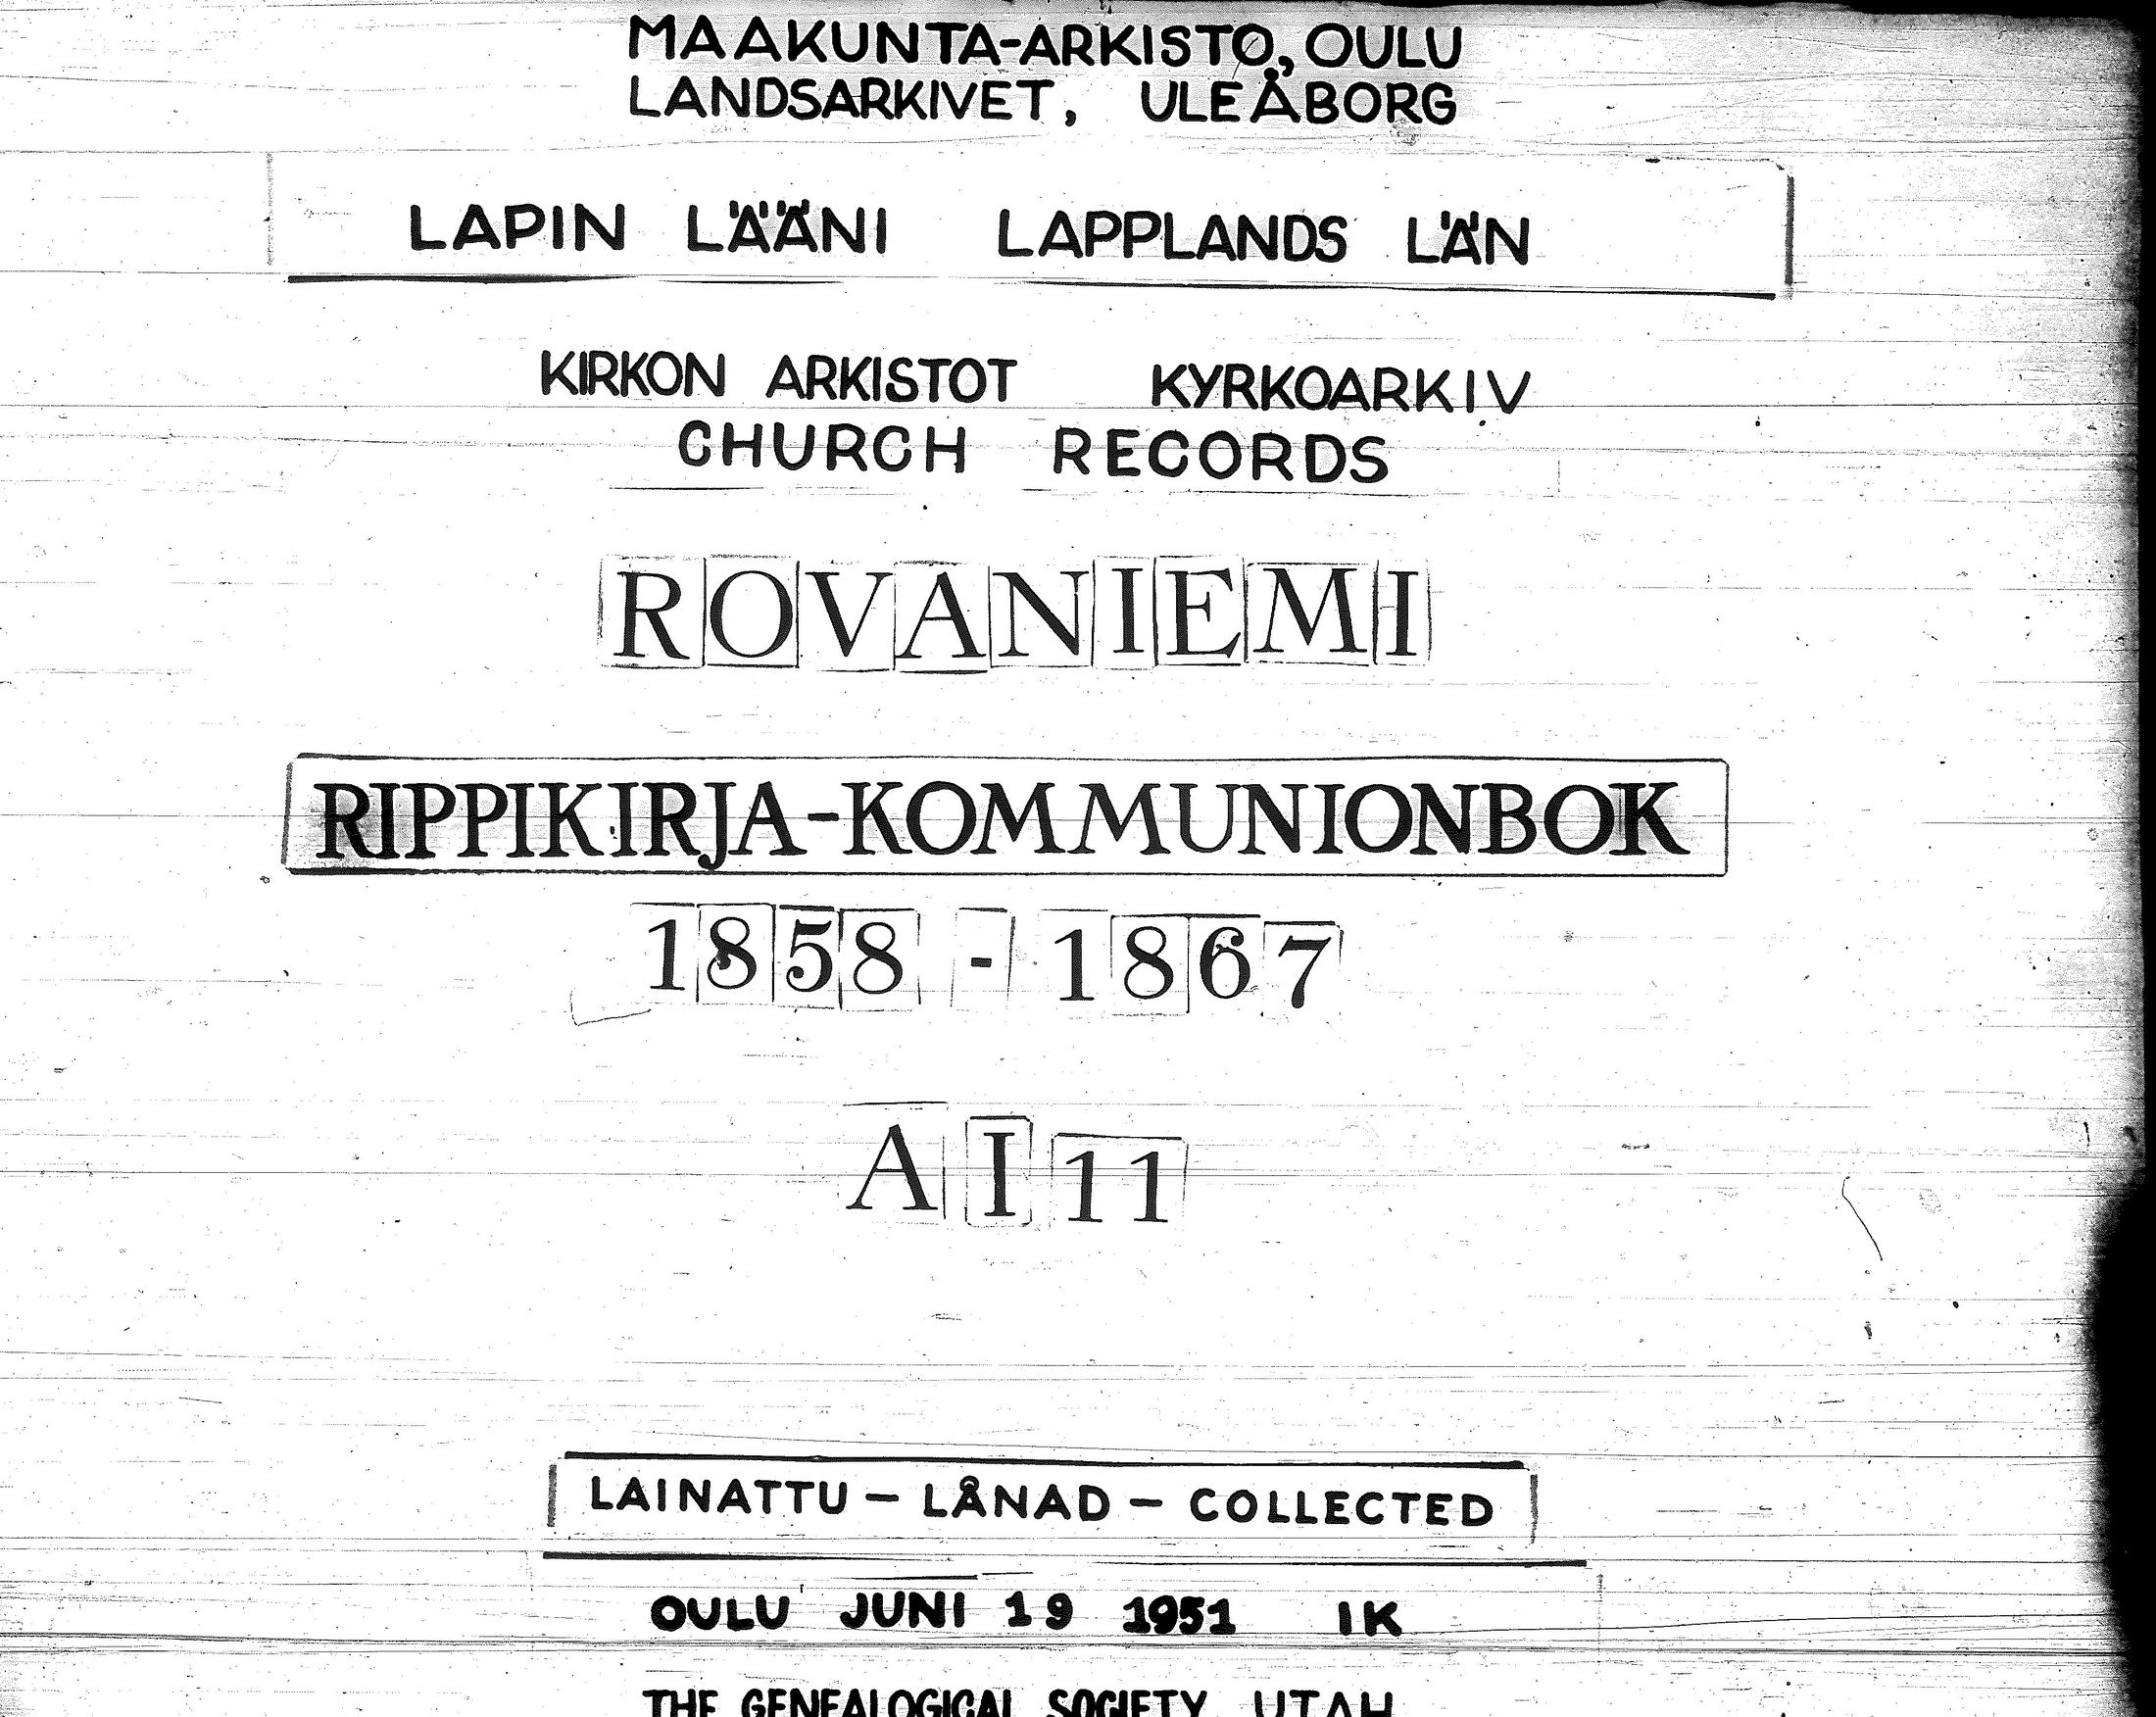 MAAKUNTA-ARKISTO, OULU
LANDSARKIVET, ULEÅBORG
LAPIN LÄÄNI LAPPLANDS LÄN
KIRKON ARKISTOT KYRKOARKIV
CHURCH RECORDS
ROVANIEMI
RIPPIKIRJA-KOMMUNIONBOK
1858 - 1867
A I 11
LAINATTU - LÅNAD - COLLECTED
OULU JUNI 19 1951 IK
THE GENEALOGICAL SOCIETY, UTAH